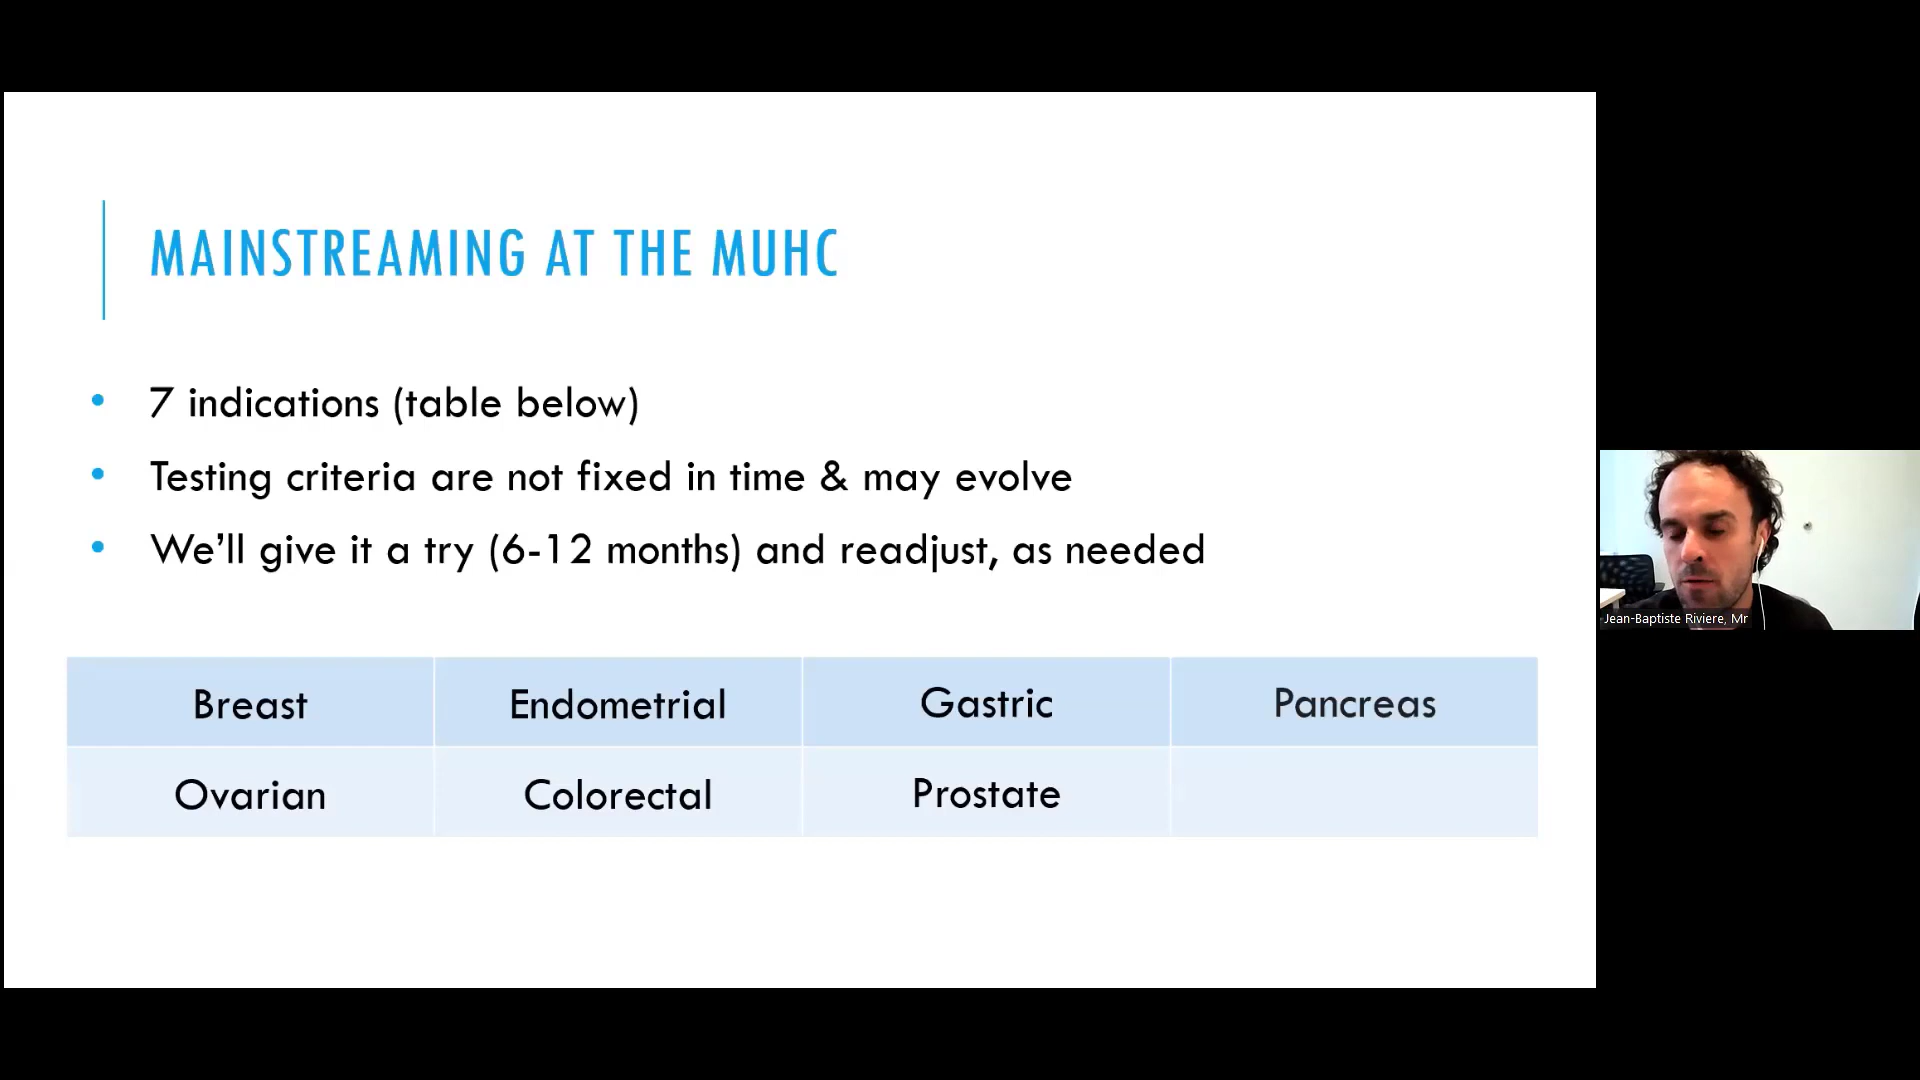 MAINSTREAMING AT THE MUHC
• 7 indications (table below)
• Testing criteria are not fixed in time & may evolve
• We’ll give it a try (6-12 months) and readjust, as needed
Breast Endometrial Gastric Pancreas
Ovarian Colorectal Prostate
Jean-Baptiste Riviere, Mr